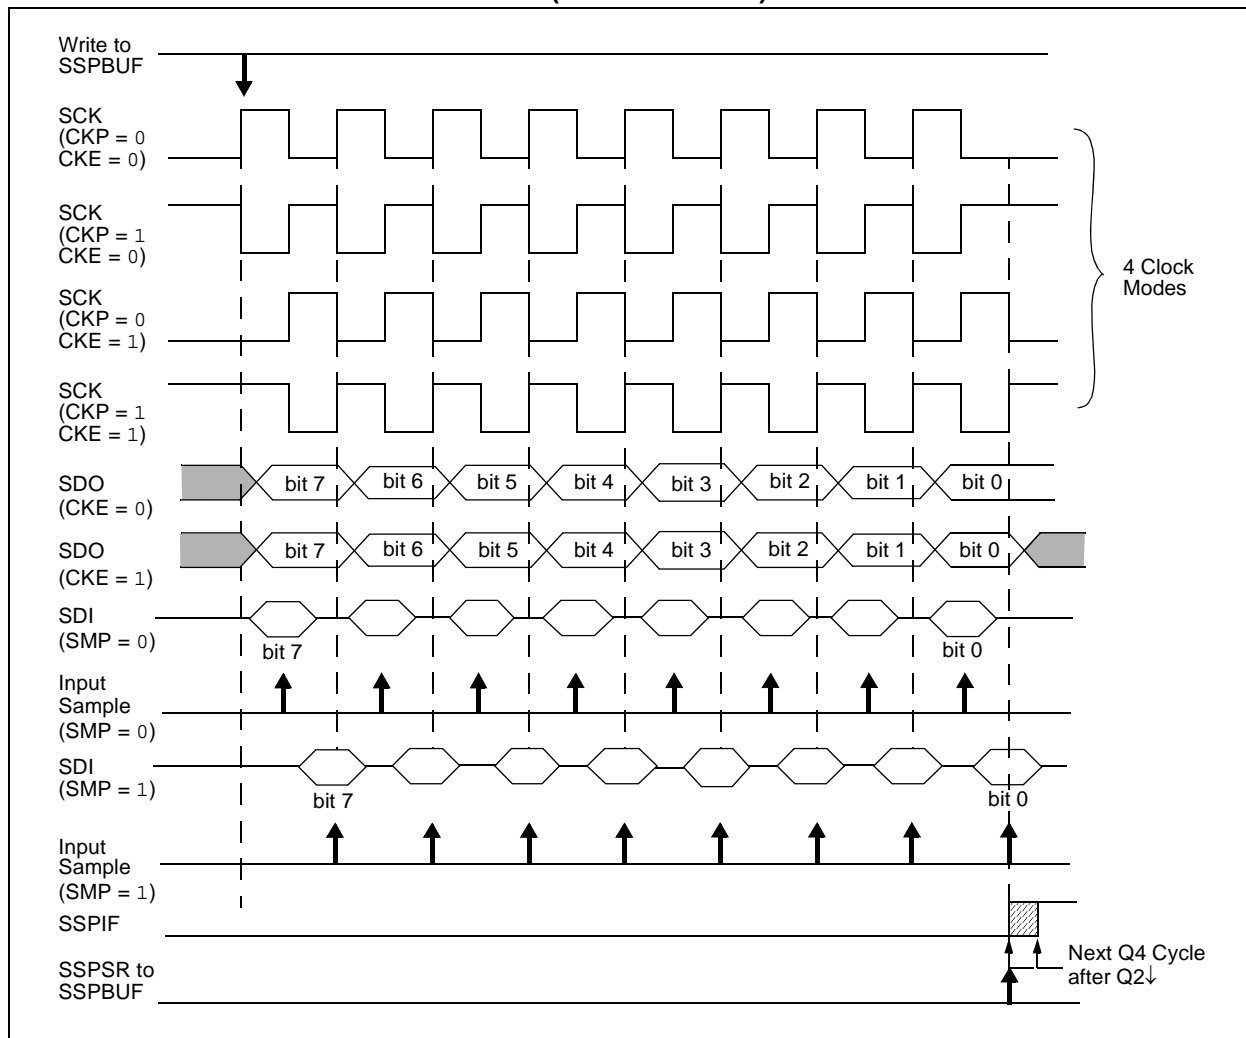 Write to
SSPBUF
SCK
(CKP = 0
CKE = 0)
SCK
(CKP = 1
CKE = 0)
4 Clock
Modes
SCK
(CKP = 0
CKE = 1)
SCK
(CKP = 1
CKE = 1)
SDO
(CKE = 0)
bit 7 bit 6 bit 5 bit 4 bit 3 bit 2 bit 1 bit 0
SDO
(CKE = 1)
bit 7 bit 6 bit 5 bit 4 bit 3 bit 2 bit 1 bit 0
SDI
(SMP = 0)
bit 7 bit 0
Input
Sample
(SMP = 0)
SDI
(SMP = 1)
bit 7 bit 0
Input
Sample
(SMP = 1)
SSPIF
Next Q4 Cycle
after Q2↓
SSPSR to
SSPBUF